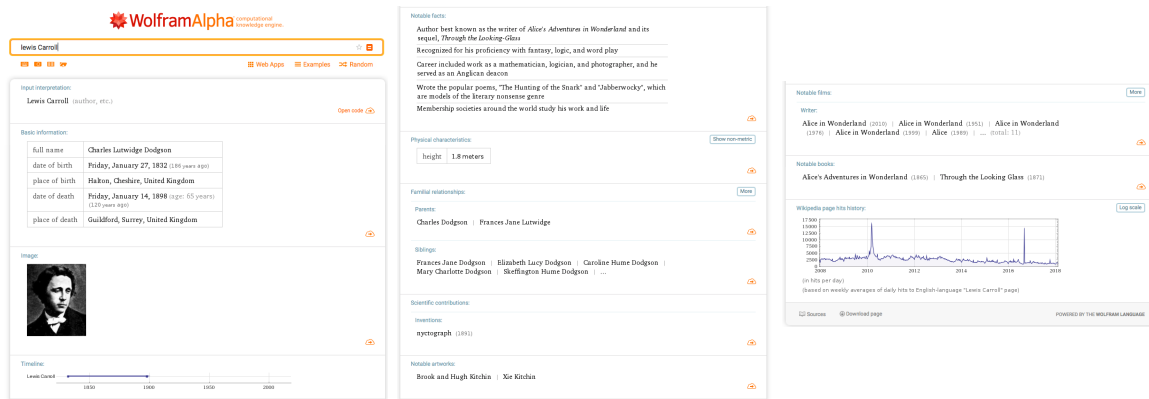 WolframAlpha computational knowledge engine.
lewis Carroll
Web Apps Examples Random
Input interpretation:
Lewis Carroll (author, etc.)
Open code
Basic information:
full name Charles Lutwidge Dodgson
date of birth Friday, January 27, 1832 (186 years ago)
place of birth Halton, Cheshire, United Kingdom
date of death Friday, January 14, 1898 (age: 65 years)
(120 years ago)
place of death Guildford, Surrey, United Kingdom
Image:
Timeline:
Lewis Carroll
1850 1900 1950 2000
Notable facts:
Author best known as the writer of Alice's Adventures in Wonderland and its
sequel, Through the Looking-Glass
Recognized for his proficiency with fantasy, logic, and word play
Career included work as a mathematician, logician, and photographer, and he
served as an Anglican deacon
Wrote the popular poems, "The Hunting of the Snark" and "Jabberwocky", which
are models of the literary nonsense genre
Membership societies around the world study his work and life
Physical characteristics:
Show non-metric
height 1.8 meters
Familial relationships:
More
Parents:
Charles Dodgson | Frances Jane Lutwidge
Siblings:
Frances Jane Dodgson | Elizabeth Lucy Dodgson | Caroline Hume Dodgson |
Mary Charlotte Dodgson | Skeffington Hume Dodgson | ...
Scientific contributions:
Inventions:
nyctograph (1891)
Notable artworks:
Brook and Hugh Kitchin | Xie Kitchin
Notable films:
More
Writer:
Alice in Wonderland (2010) | Alice in Wonderland (1951) | Alice in Wonderland
(1976) | Alice in Wonderland (1999) | Alice (1989) | ... (total: 11)
Notable books:
Alice's Adventures in Wonderland (1865) | Through the Looking Glass (1871)
Wikipedia page hits history:
Log scale
17500
15000
12500
10000
7500
5000
2500
0
2008 2010 2012 2014 2016 2018
(in hits per day)
(based on weekly averages of daily hits to English-language "Lewis Carroll" page)
Sources Download page POWERED BY THE WOLFRAM LANGUAGE